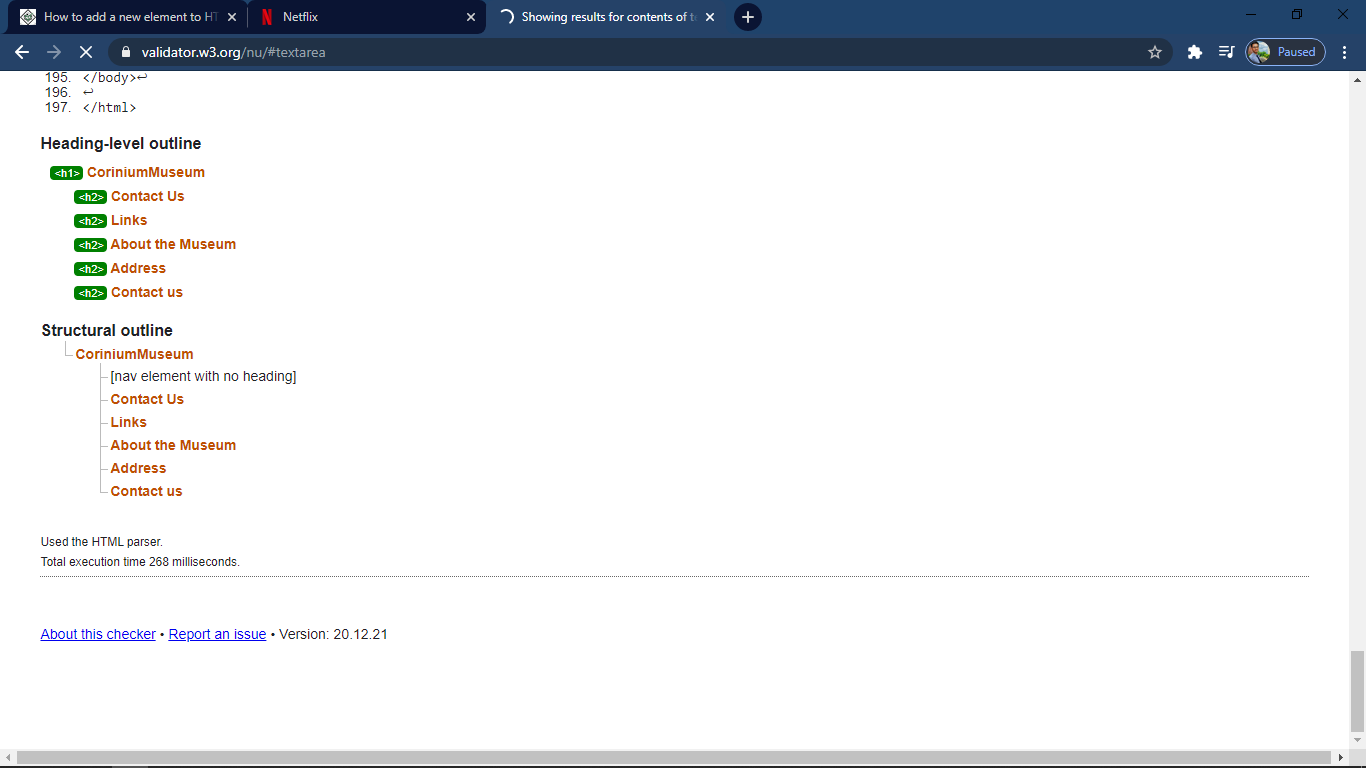 How to add a new element to HT
Netflix
Showing results for contents of te
validator.w3.org/nu/#textarea
Paused
195. </body>↩
196. ↩
197. </html>
Heading-level outline
<h1> CoriniumMuseum
<h2> Contact Us
<h2> Links
<h2> About the Museum
<h2> Address
<h2> Contact us
Structural outline
CoriniumMuseum
[nav element with no heading]
Contact Us
Links
About the Museum
Address
Contact us
Used the HTML parser.
Total execution time 268 milliseconds.
About this checker • Report an issue • Version: 20.12.21